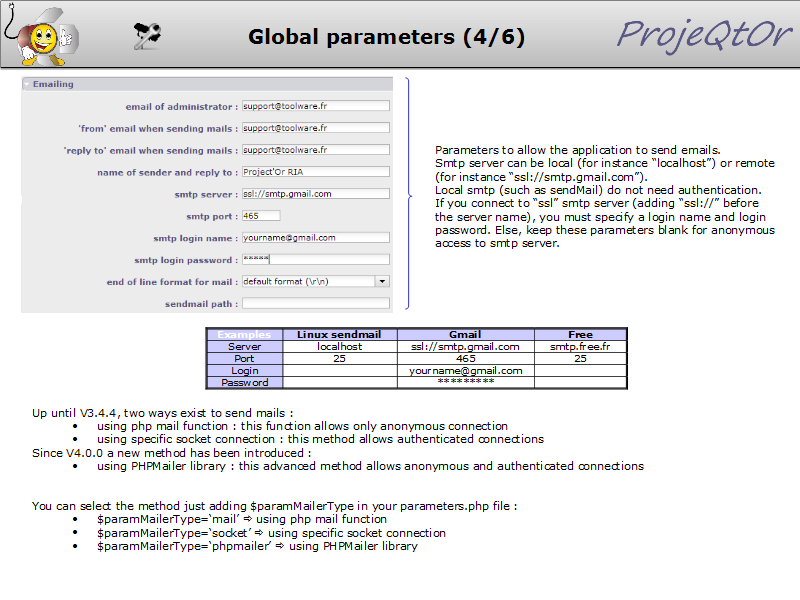 Global parameters (4/6)
ProjeQtOr
Emailing
email of administrator : support@toolware.fr
'from' email when sending mails : support@toolware.fr
'reply to' email when sending mails : support@toolware.fr
name of sender and reply to : Project'Or RIA
smtp server : ssl://smtp.gmail.com
smtp port : 465
smtp login name : yourname@gmail.com
smtp login password : *****
end of line format for mail : default format (\r\n)
sendmail path :
Parameters to allow the application to send emails.
Smtp server can be local (for instance “localhost”) or remote
(for instance “ssl://smtp.gmail.com”).
Local smtp (such as sendMail) do not need authentication.
If you connect to “ssl” smtp server (adding “ssl://” before
the server name), you must specify a login name and login
password. Else, keep these parameters blank for anonymous
access to smtp server.
Examples Linux sendmail Gmail Free
Server localhost ssl://smtp.gmail.com smtp.free.fr
Port 25 465 25
Login yourname@gmail.com
Password *********
Up until V3.4.4, two ways exist to send mails :
• using php mail function : this function allows only anonymous connection
• using specific socket connection : this method allows authenticated connections
Since V4.0.0 a new method has been introduced :
• using PHPMailer library : this advanced method allows anonymous and authenticated connections
You can select the method just adding $paramMailerType in your parameters.php file :
• $paramMailerType=‘mail’ ⇨ using php mail function
• $paramMailerType=‘socket’ ⇨ using specific socket connection
• $paramMailerType=‘phpmailer’ ⇨ using PHPMailer library